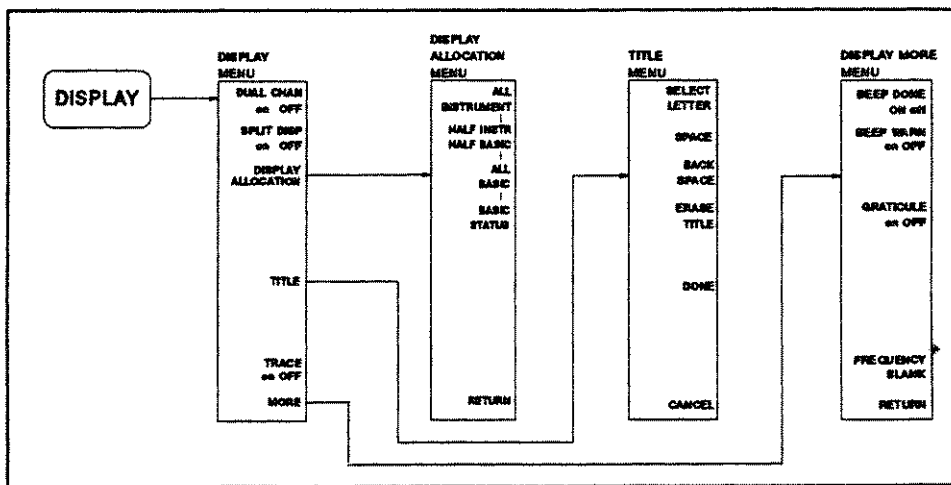 DISPLAY
DISPLAY
MENU
DUAL CHAN
on OFF
SPLIT DISP
on OFF
DISPLAY
ALLOCATION
TITLE
TRACE
on OFF
MORE
DISPLAY
ALLOCATION
MENU
ALL
INSTRUMENT
HALF INSTR
HALF BASIC
ALL
BASIC
BASIC
STATUS
RETURN
TITLE
MENU
SELECT
LETTER
SPACE
BACK
SPACE
ERASE
TITLE
DONE
CANCEL
DISPLAY MORE
MENU
BEEP DONE
ON off
BEEP WARN
on OFF
GRATICULE
on OFF
FREQUENCY
BLANK
RETURN